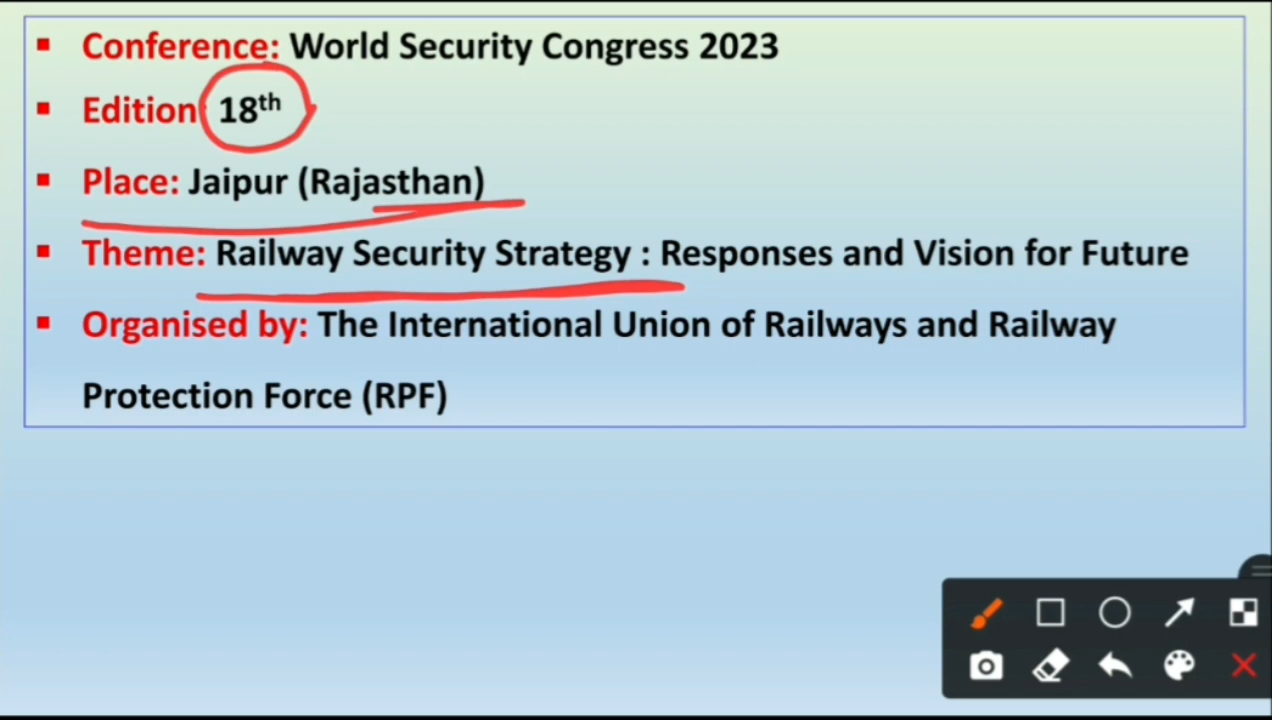 ▪ Conference: World Security Congress 2023
▪ Edition: 18th
▪ Place: Jaipur (Rajasthan)
▪ Theme: Railway Security Strategy : Responses and Vision for Future
▪ Organised by: The International Union of Railways and Railway
Protection Force (RPF)